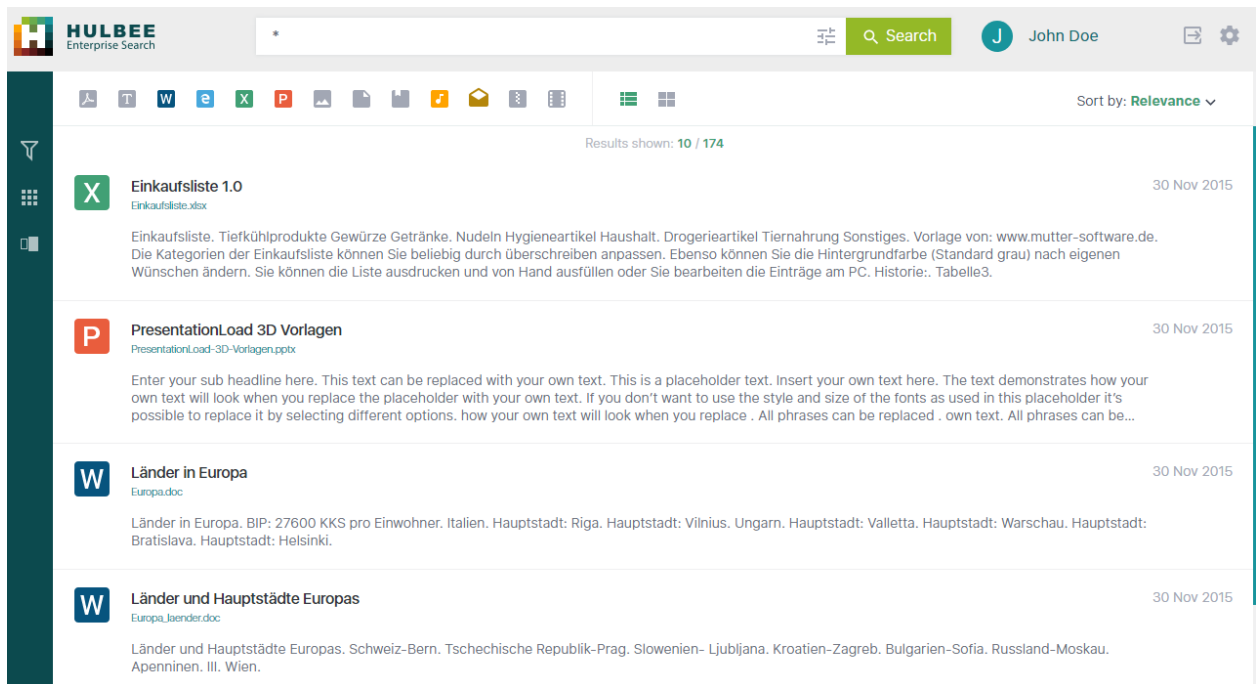 HULBEE
Enterprise Search
*
Search
J
John Doe
T
W
e
X
P
Sort by: Relevance
Results shown: 10 / 174
X
Einkaufsliste 1.0
30 Nov 2015
Einkaufsliste.xlsx
Einkaufsliste. Tiefkühlprodukte Gewürze Getränke. Nudeln Hygieneartikel Haushalt. Drogerieartikel Tiernahrung Sonstiges. Vorlage von: www.mutter-software.de.
Die Kategorien der Einkaufsliste können Sie beliebig durch überschreiben anpassen. Ebenso können Sie die Hintergrundfarbe (Standard grau) nach eigenen
Wünschen ändern. Sie können die Liste ausdrucken und von Hand ausfüllen oder Sie bearbeiten die Einträge am PC. Historie:. Tabelle3.
P
PresentationLoad 3D Vorlagen
30 Nov 2015
PresentationLoad-3D-Vorlagen.pptx
Enter your sub headline here. This text can be replaced with your own text. This is a placeholder text. Insert your own text here. The text demonstrates how your
own text will look when you replace the placeholder with your own text. If you don't want to use the style and size of the fonts as used in this placeholder it's
possible to replace it by selecting different options. how your own text will look when you replace . All phrases can be replaced . own text. All phrases can be...
W
Länder in Europa
30 Nov 2015
Europa.doc
Länder in Europa. BIP: 27600 KKS pro Einwohner. Italien. Hauptstadt: Riga. Hauptstadt: Vilnius. Ungarn. Hauptstadt: Valletta. Hauptstadt: Warschau. Hauptstadt:
Bratislava. Hauptstadt: Helsinki.
W
Länder und Hauptstädte Europas
30 Nov 2015
Europa_laender.doc
Länder und Hauptstädte Europas. Schweiz-Bern. Tschechische Republik-Prag. Slowenien- Ljubljana. Kroatien-Zagreb. Bulgarien-Sofia. Russland-Moskau.
Apenninen. III. Wien.